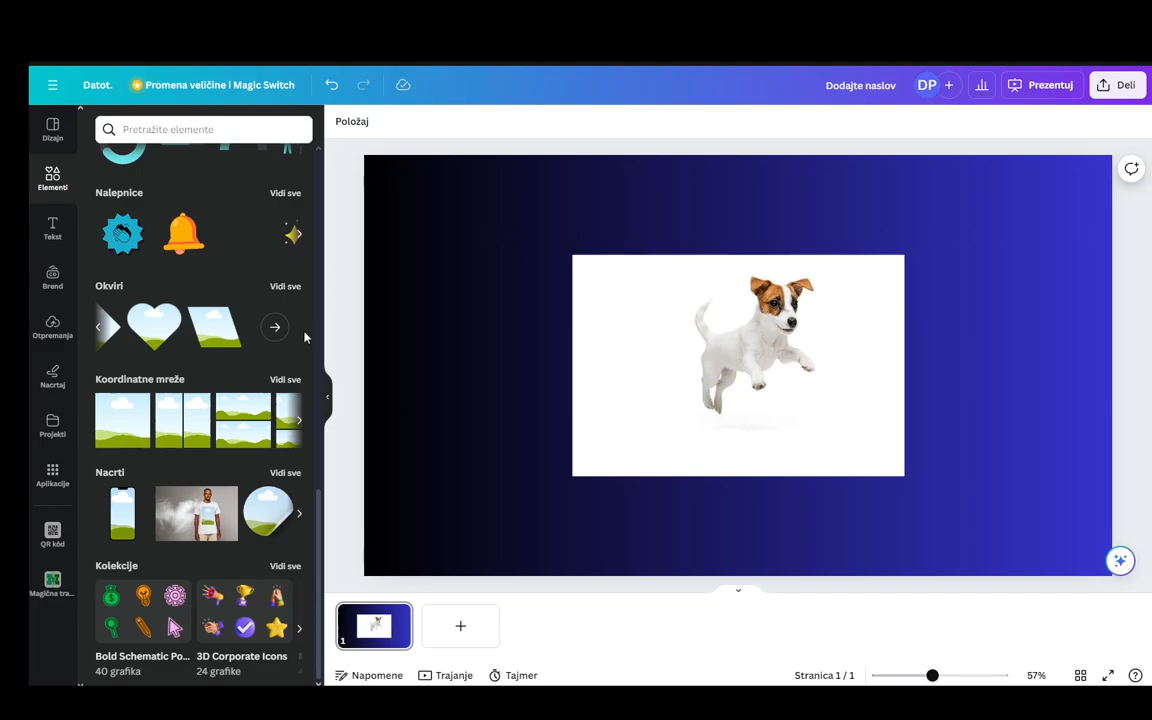 Datot.
Promena veličine i Magic Switch
Dodajte naslov
DP
+
Prezentuj
Deli
Dizajn
Elementi
Tekst
Brend
Otpremanja
Nacrtaj
Projekti
Aplikacije
QR kôd
Magična tra...
Pretražite elemente
Nalepnice
Vidi sve
Okviri
Vidi sve
Koordinatne mreže
Vidi sve
Nacrti
Vidi sve
Kolekcije
Vidi sve
Bold Schematic Po...
40 grafika
3D Corporate Icons
24 grafike
Položaj
1
+
Napomene
Trajanje
Tajmer
Stranica 1 / 1
57%